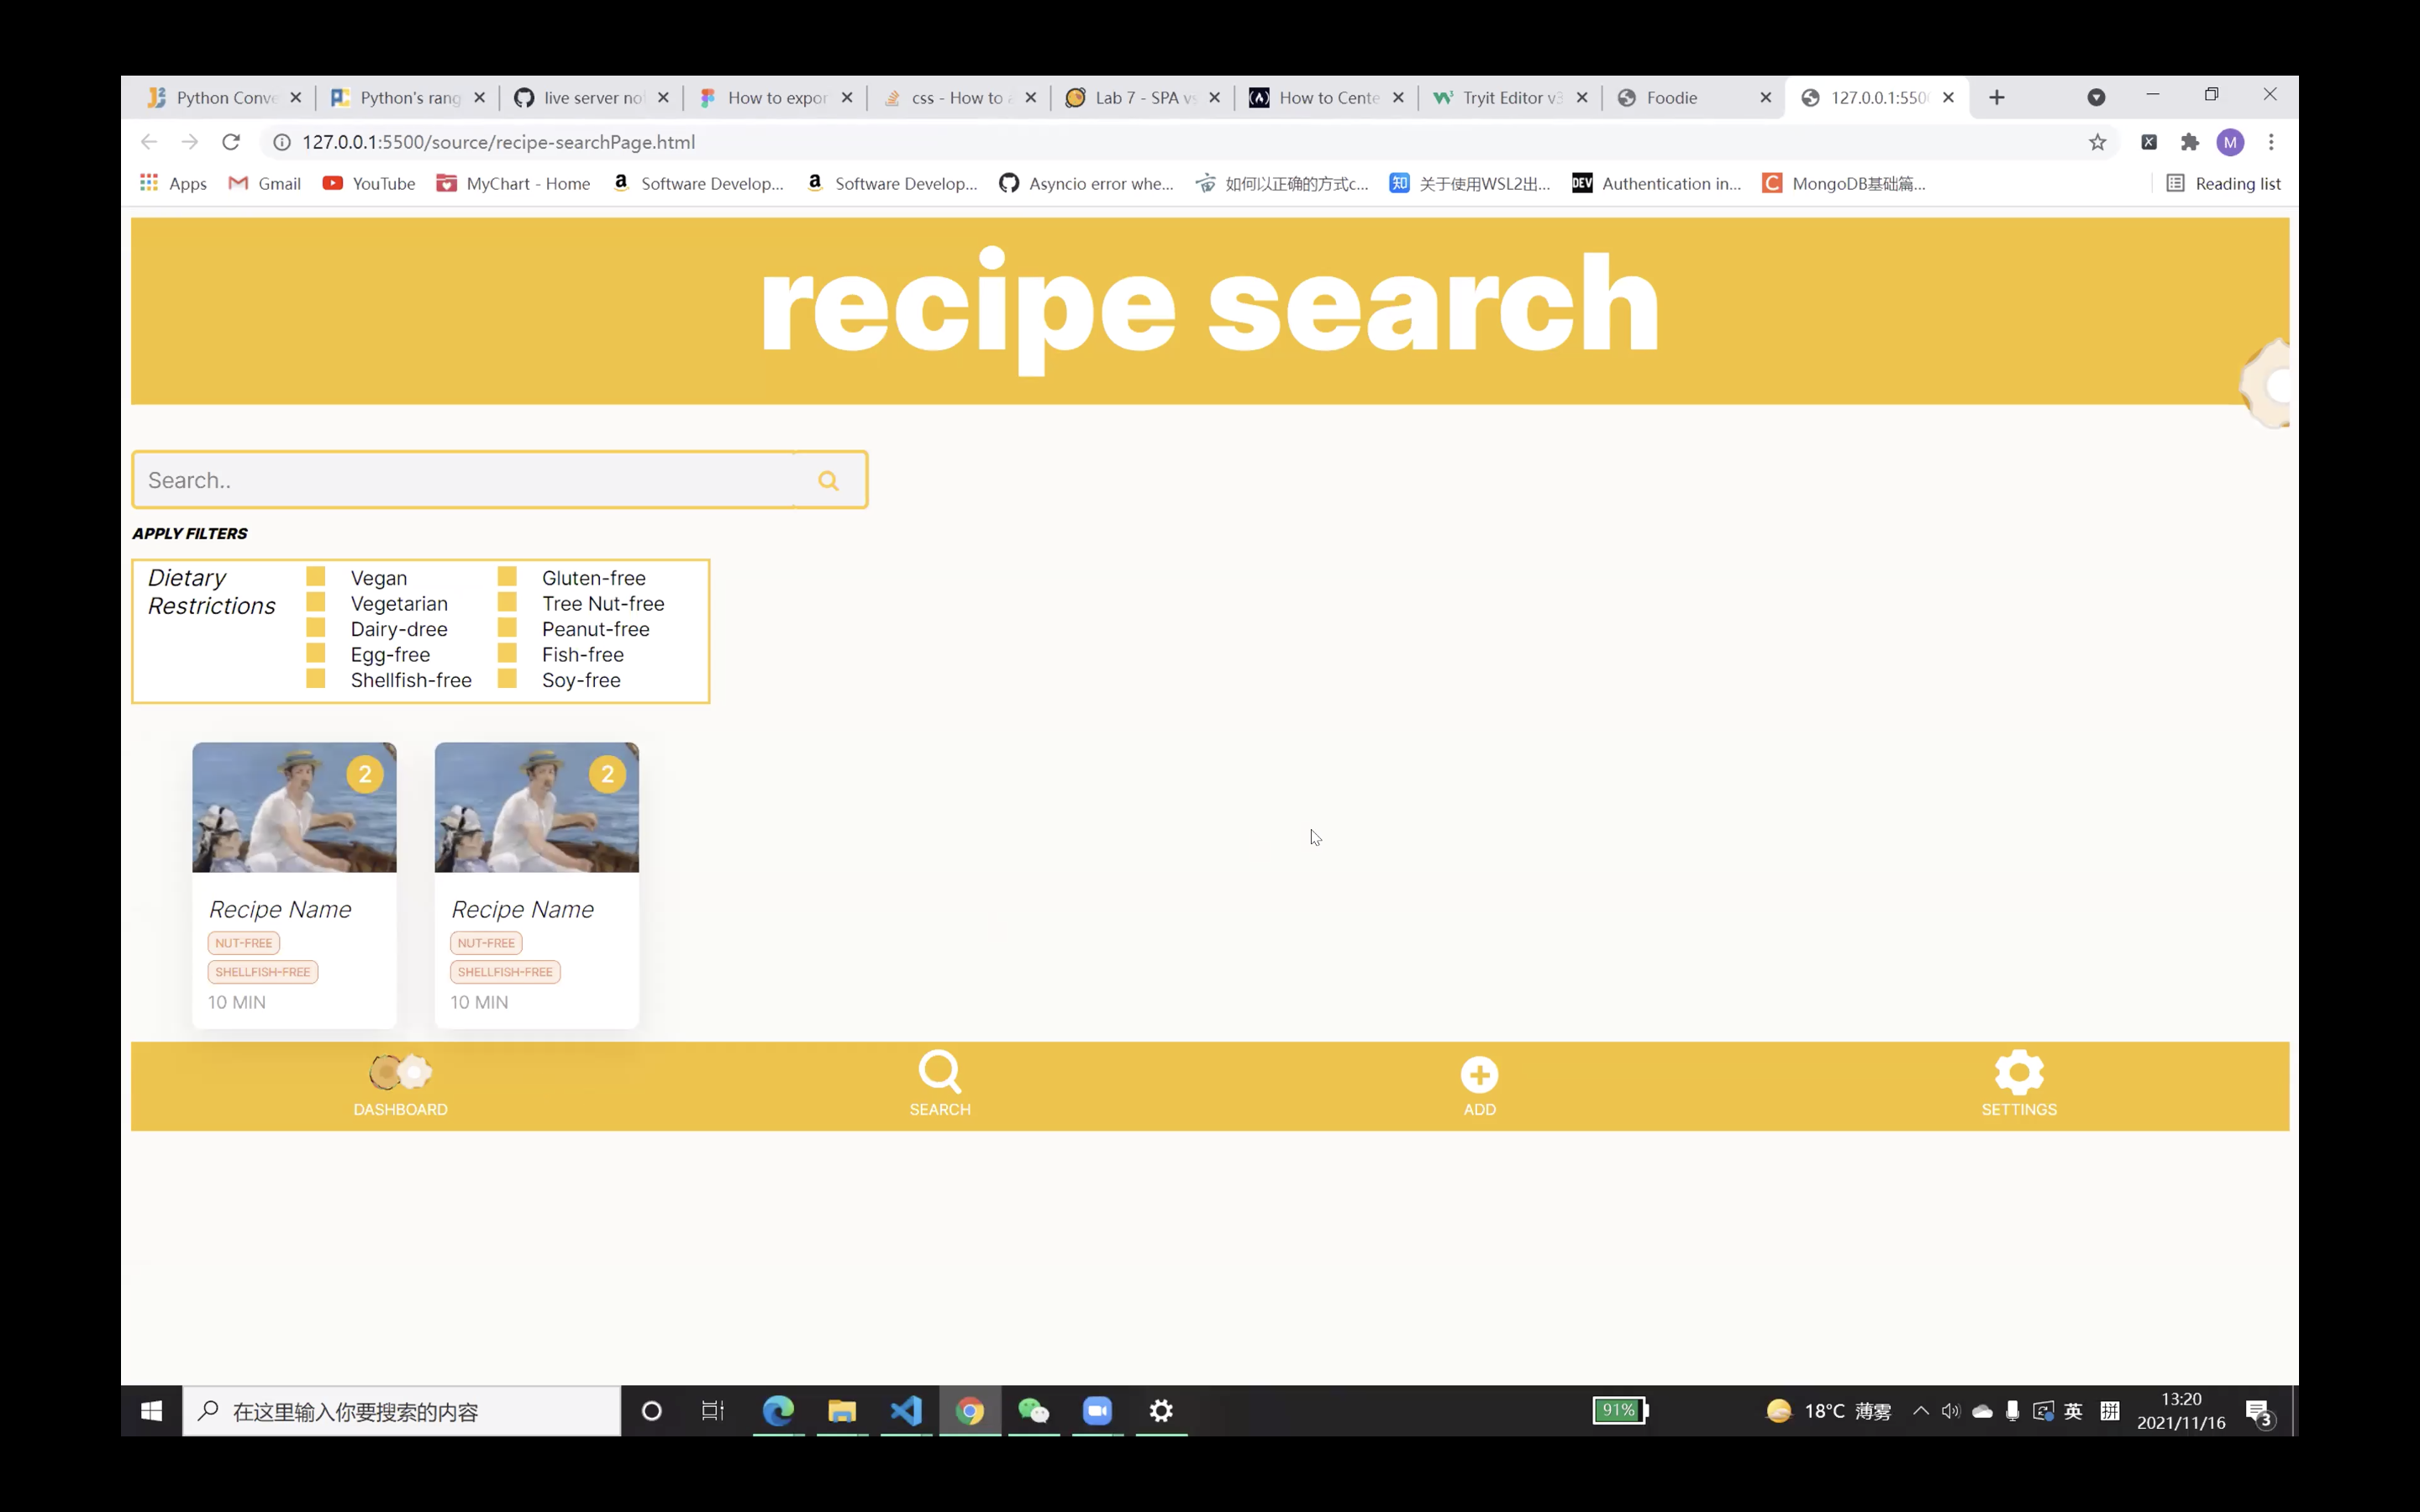 Python Conve
Python's rang
live server no
How to expor
css - How to a
Lab 7 - SPA vs
How to Cente
Tryit Editor v3
Foodie
127.0.0.1:550
127.0.0.1:5500/source/recipe-searchPage.html
M
Apps
Gmail
YouTube
MyChart - Home
Software Develop...
Software Develop...
Asyncio error whe...
如何以正确的方式c...
关于使用WSL2出...
DEV
Authentication in...
MongoDB基础篇...
Reading list
recipe search
Search..
APPLY FILTERS
Dietary
Restrictions
Vegan
Vegetarian
Dairy-dree
Egg-free
Shellfish-free
Gluten-free
Tree Nut-free
Peanut-free
Fish-free
Soy-free
2
Recipe Name
NUT-FREE
SHELLFISH-FREE
10 MIN
2
Recipe Name
NUT-FREE
SHELLFISH-FREE
10 MIN
DASHBOARD
SEARCH
ADD
SETTINGS
在这里输入你要搜索的内容
91%
18°C 薄雾
英
拼
13:20
2021/11/16
3